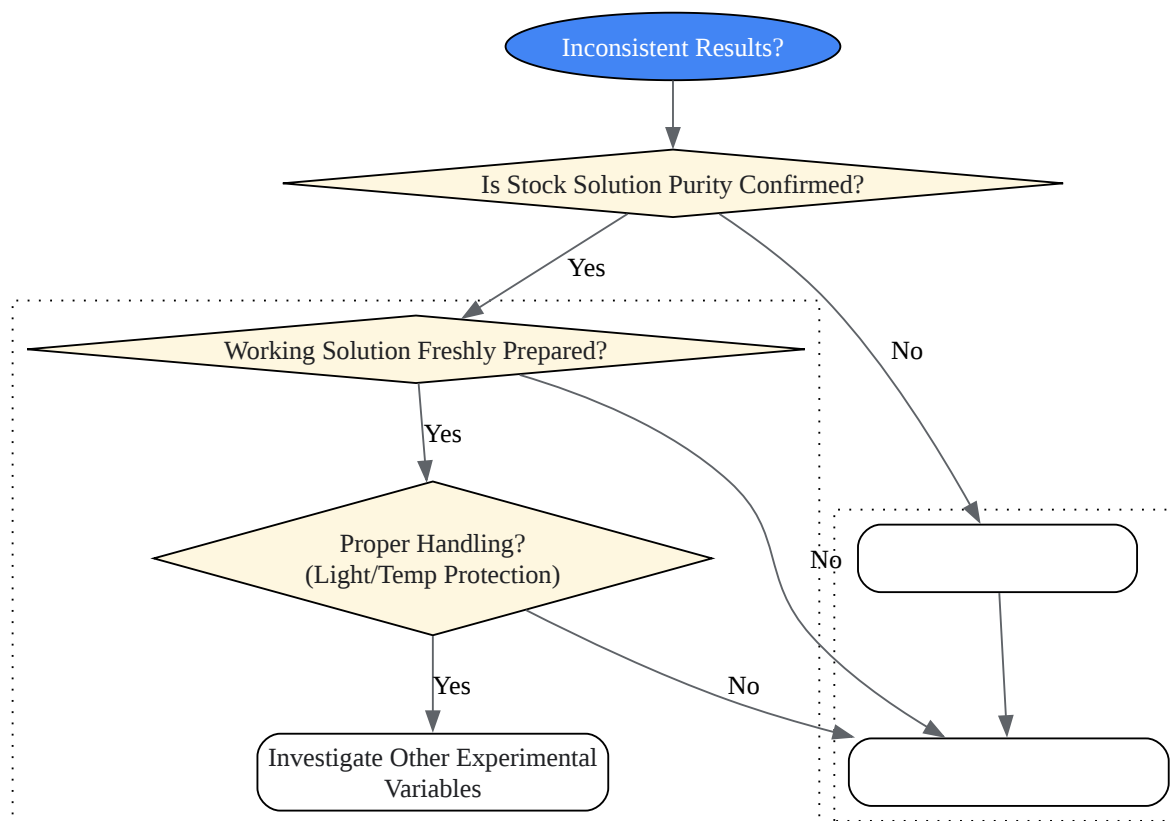 Inconsistent Results?
Is Stock Solution Purity Confirmed?
Yes
No
Working Solution Freshly Prepared?
Yes
No
Proper Handling?
(Light/Temp Protection)
Yes
No
Investigate Other Experimental
Variables